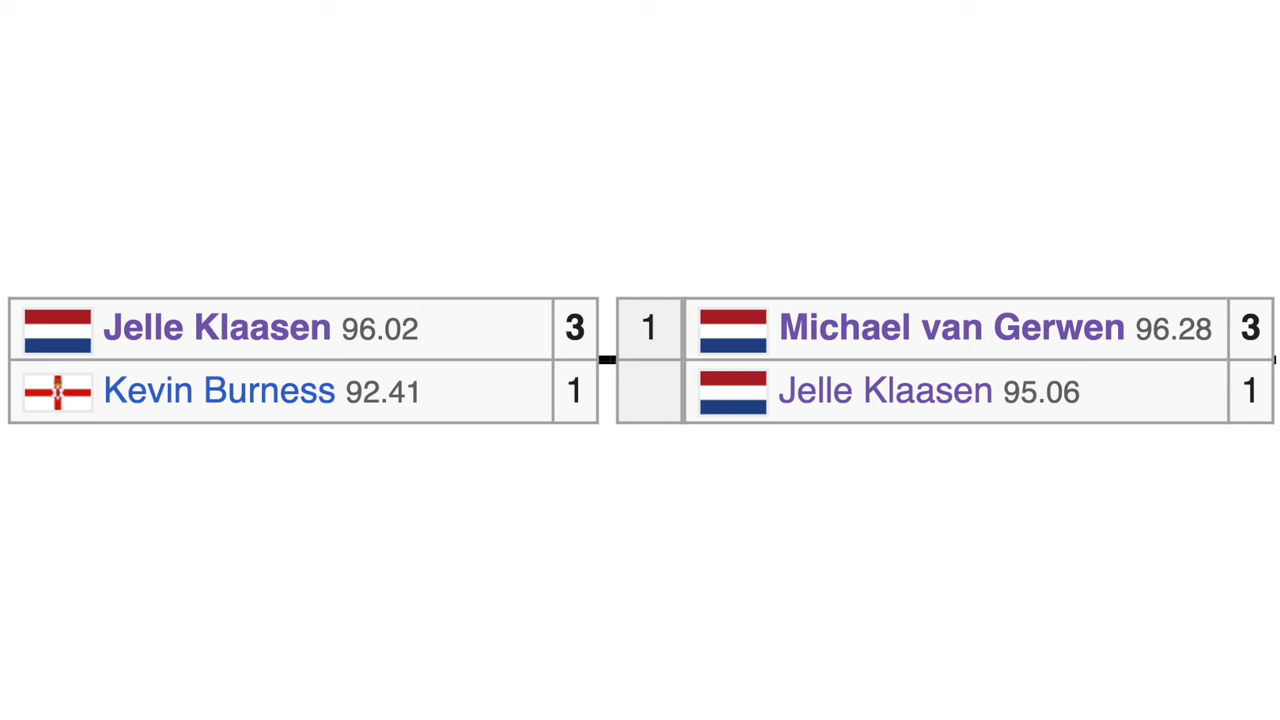 Jelle Klaasen 96.02 3
Kevin Burness 92.41 1
1 Michael van Gerwen 96.28 3
Jelle Klaasen 95.06 1